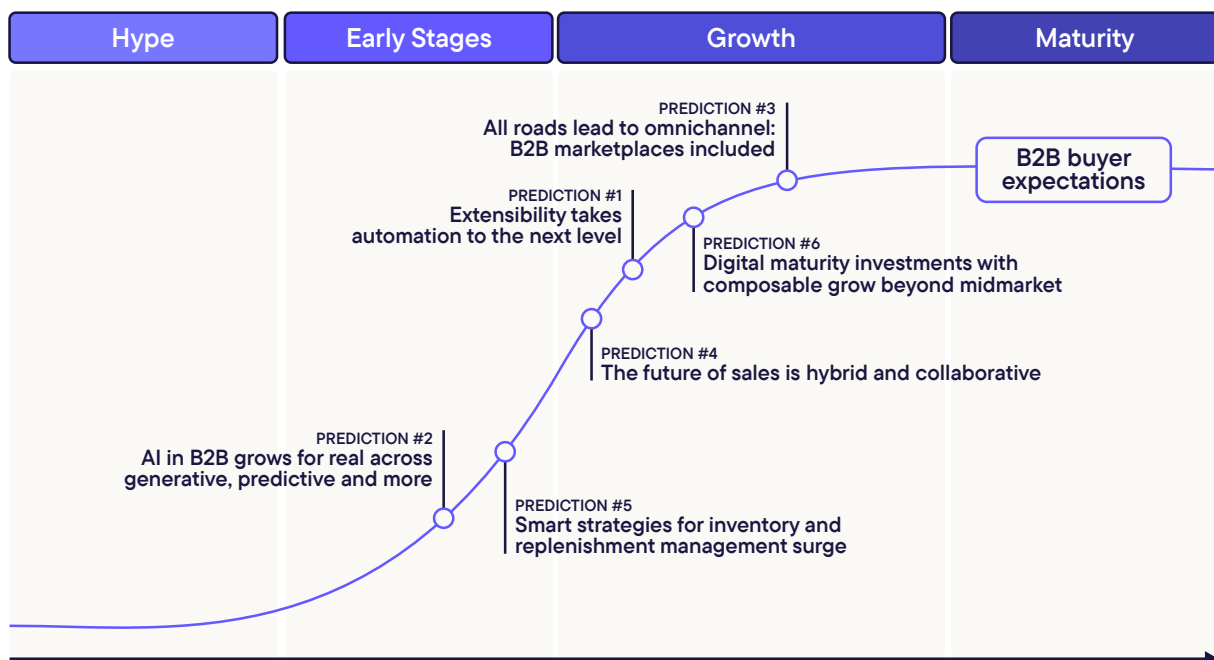 Hype
Early Stages
Growth
Maturity
PREDICTION #3
All roads lead to omnichannel:
B2B marketplaces included
B2B buyer
expectations
PREDICTION #1
Extensibility takes
automation to the next level
PREDICTION #6
Digital maturity investments with
composable grow beyond midmarket
PREDICTION #4
The future of sales is hybrid and collaborative
PREDICTION #2
AI in B2B grows for real across
generative, predictive and more
PREDICTION #5
Smart strategies for inventory and
replenishment management surge